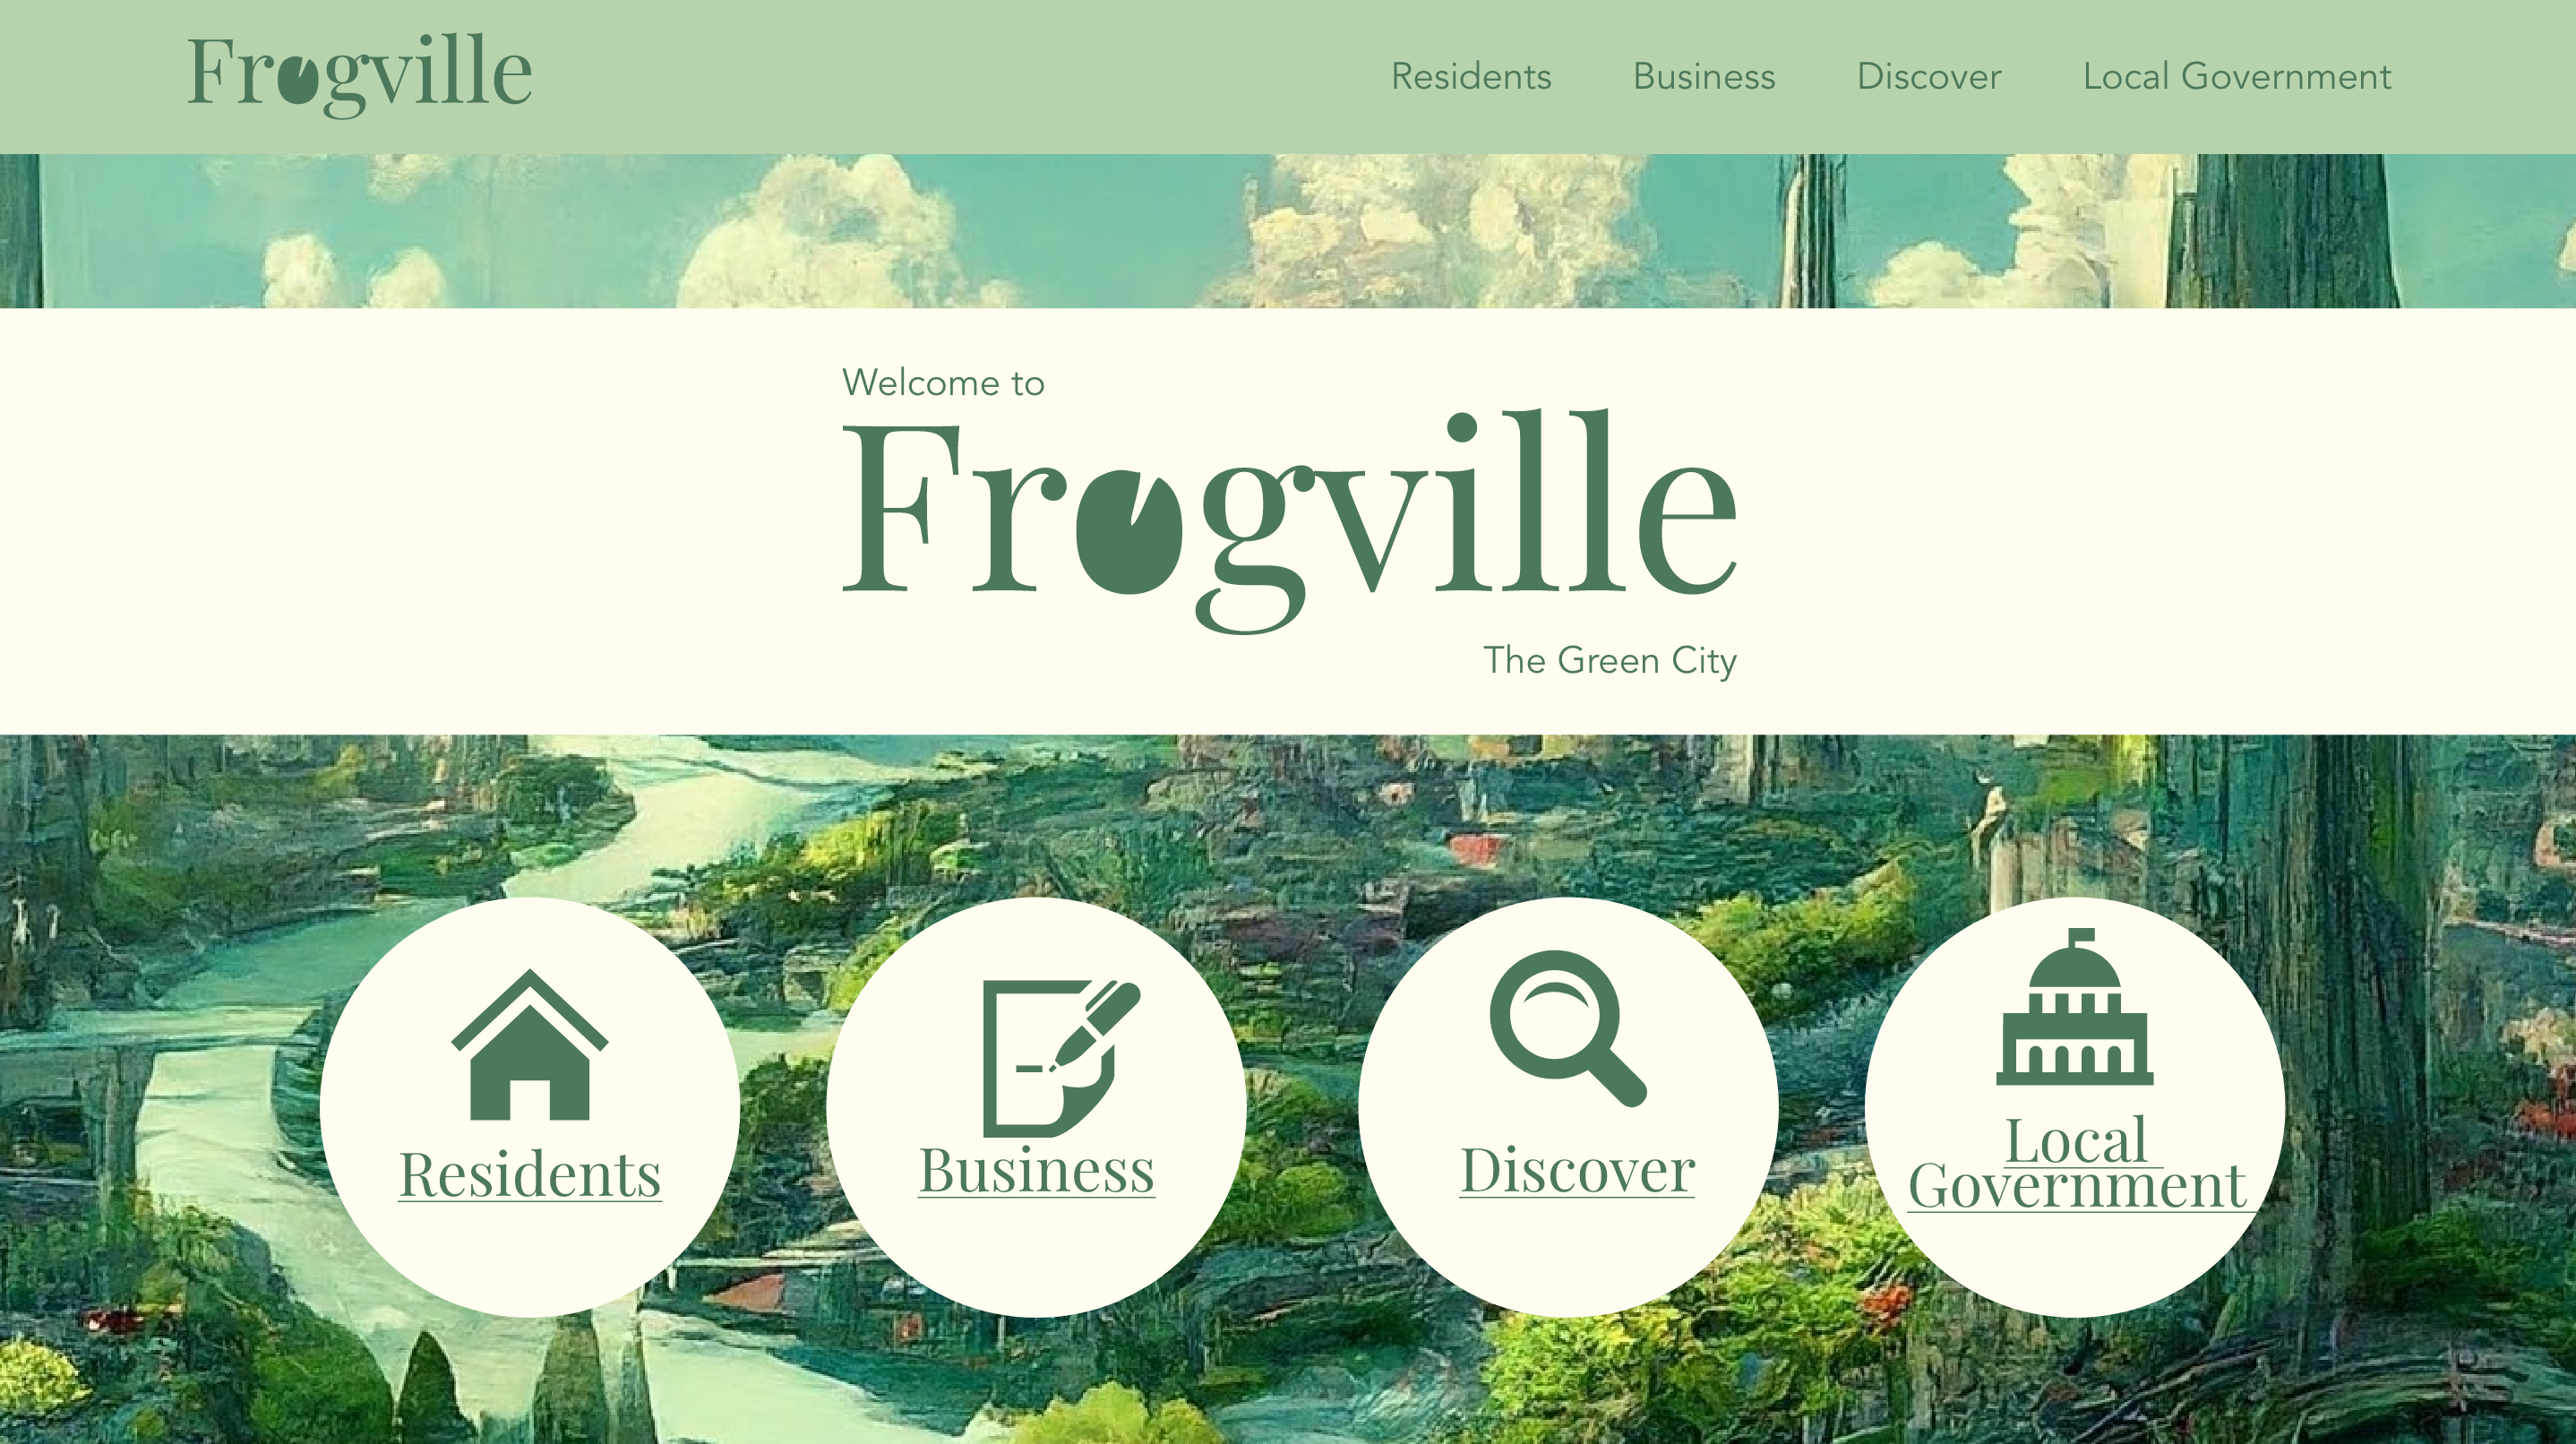 Frogville
Residents Business Discover Local Government
Welcome to
Frogville
The Green City
Residents
Business
Discover
Local
Government